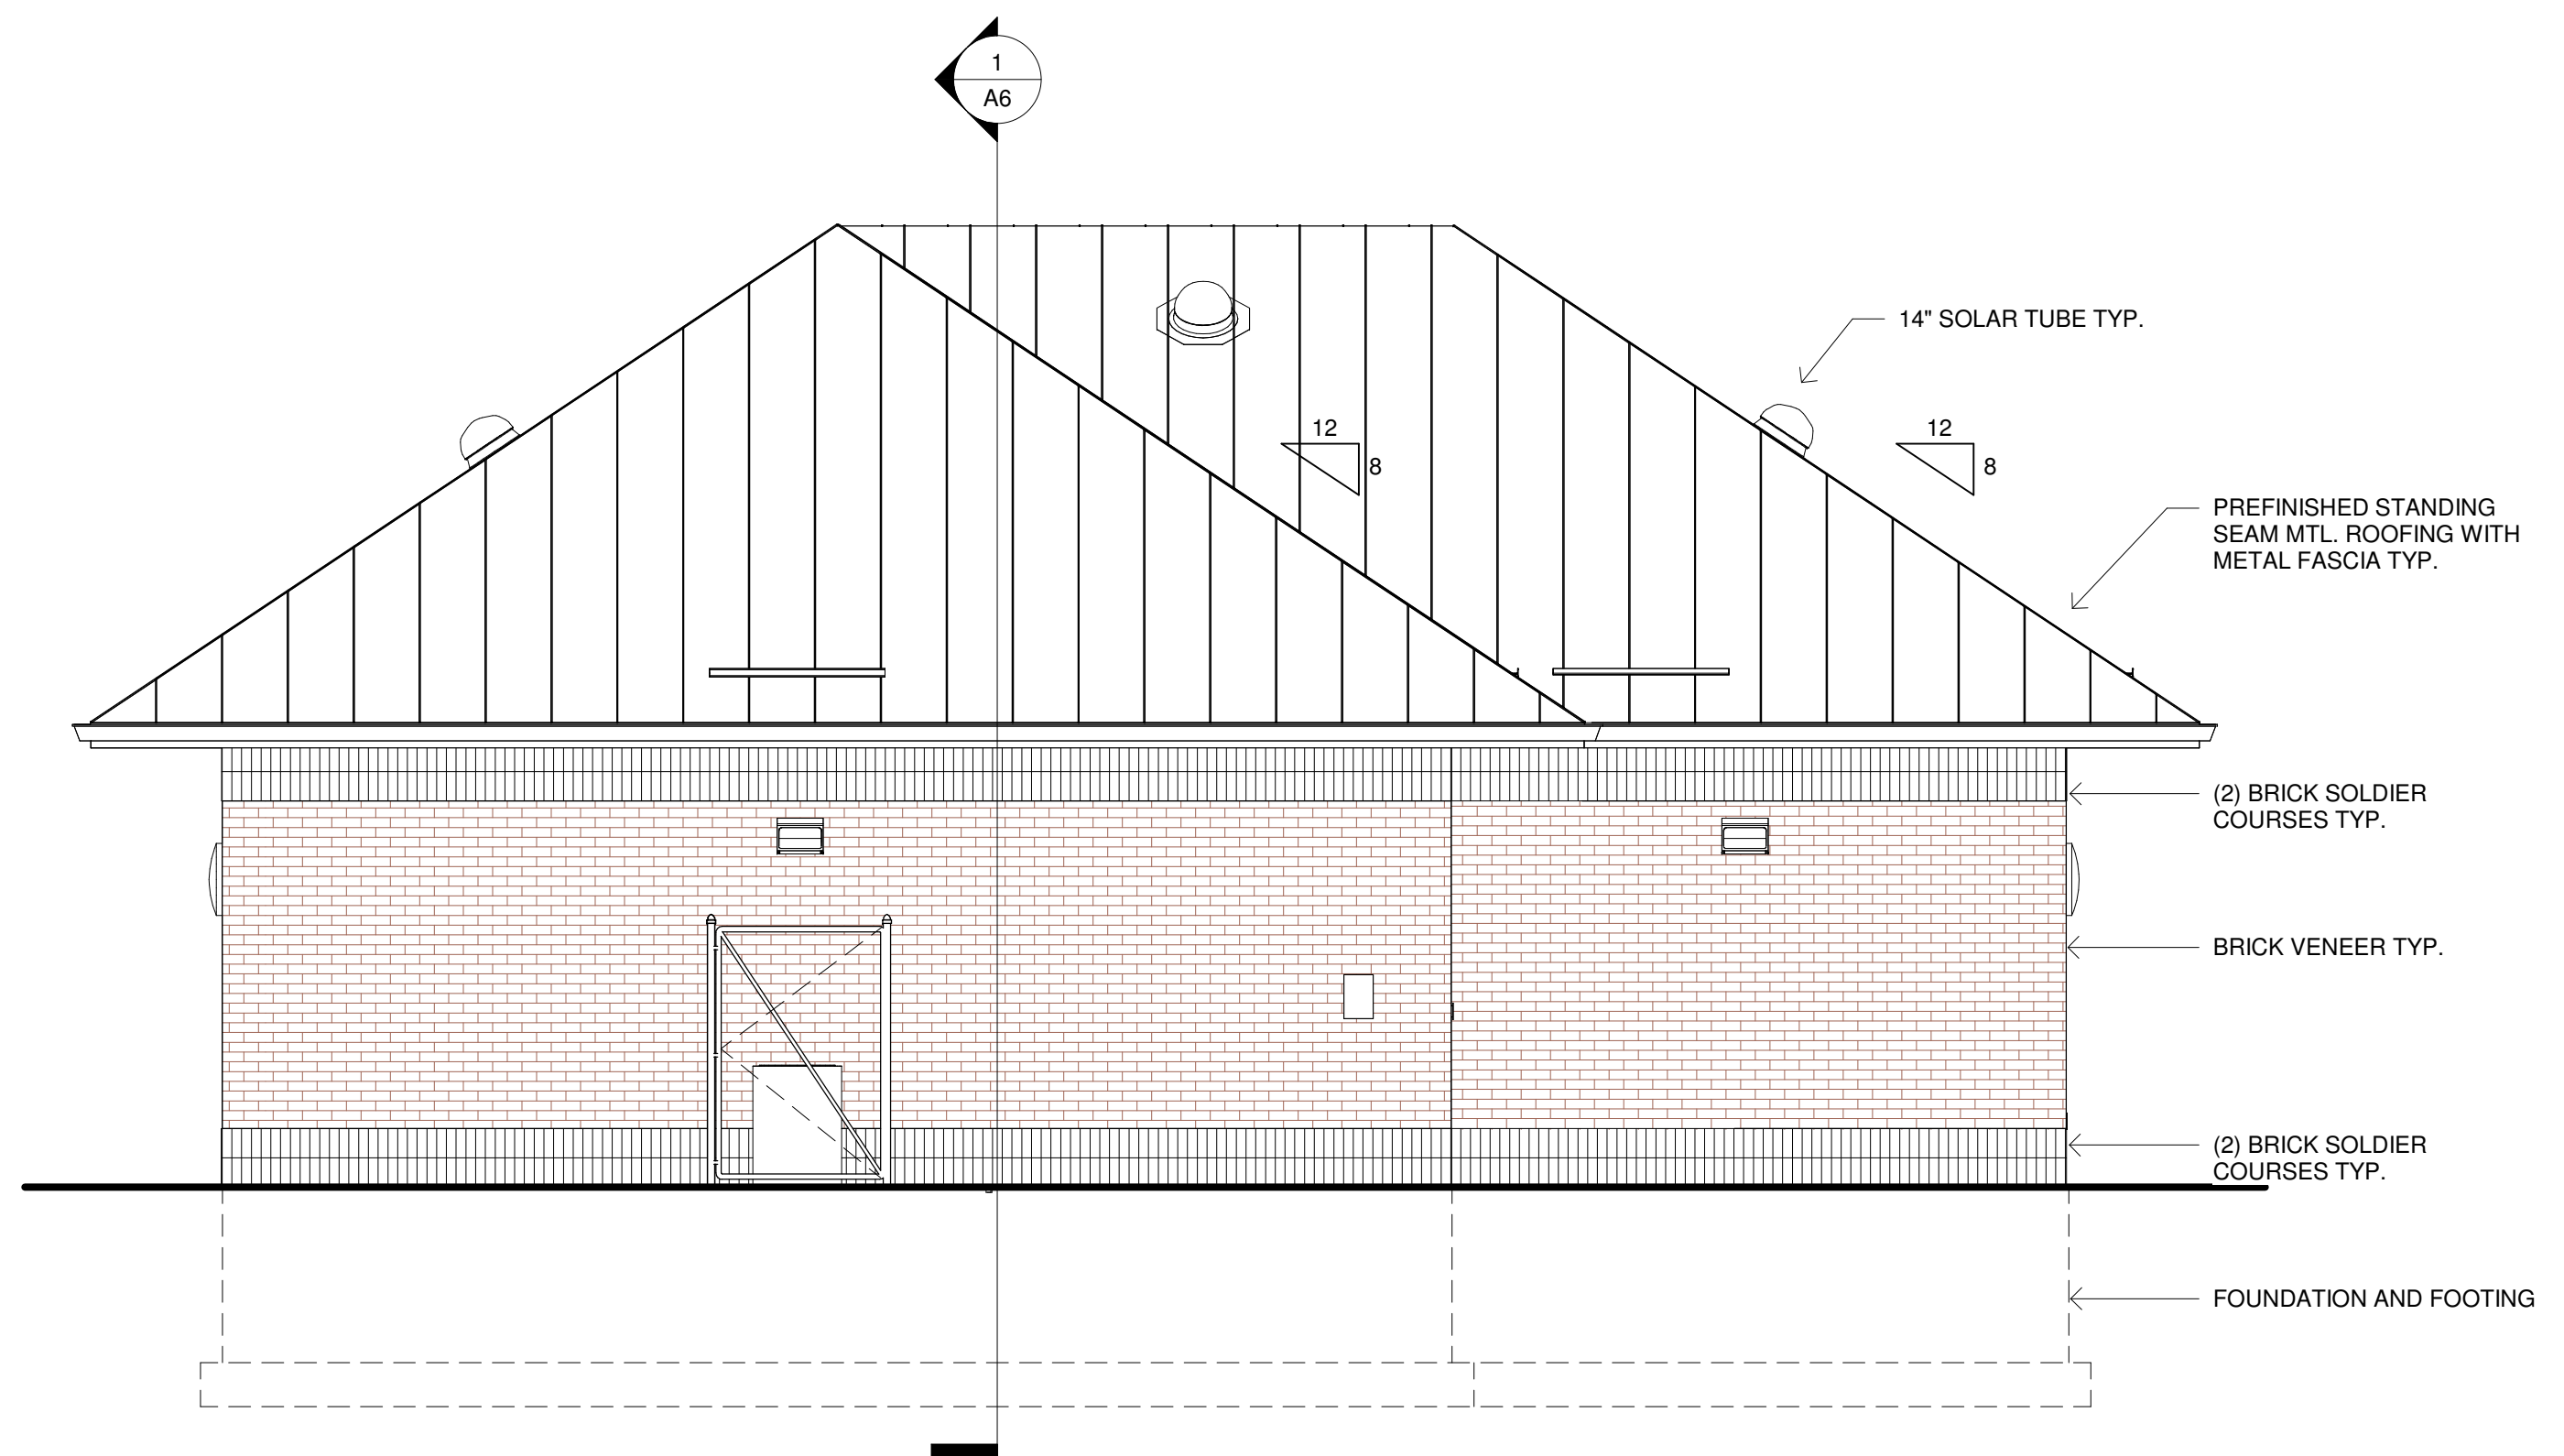 1
A6
14" SOLAR TUBE TYP.
12
8
12
8
PREFINISHED STANDING
SEAM MTL. ROOFING WITH
METAL FASCIA TYP.
(2) BRICK SOLDIER
COURSES TYP.
BRICK VENEER TYP.
(2) BRICK SOLDIER
COURSES TYP.
FOUNDATION AND FOOTING